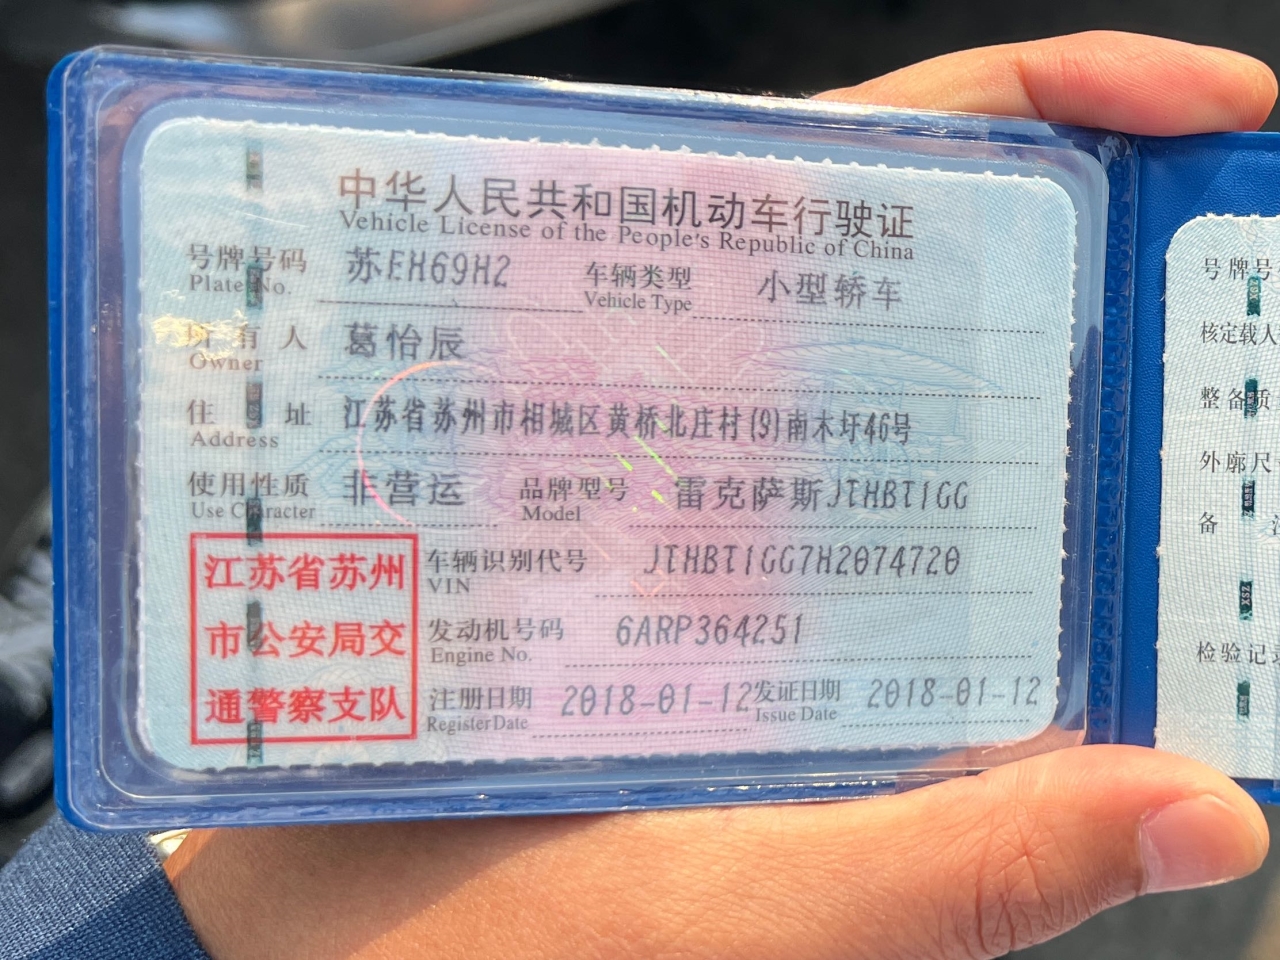 中华人民共和国机动车行驶证
Vehicle License of the People's Republic of China
号牌号码 苏EH69H2 车辆类型 小型轿车
Plate No. Vehicle Type
所有人 葛怡辰
Owner
住址 江苏省苏州市相城区黄桥北庄村(9)南木圩46号
Address
使用性质 非营运 品牌型号 雷克萨斯JTHBT1GG
Use Character Model
江苏省苏州
市公安局交
通警察支队
车辆识别代号 JTHBT1GG7H2074720
VIN
发动机号码 6ARP364251
Engine No.
注册日期 2018-01-12 发证日期 2018-01-12
Register Date Issue Date
号牌号
核定载人
整备质
外廓尺
备
检验记录